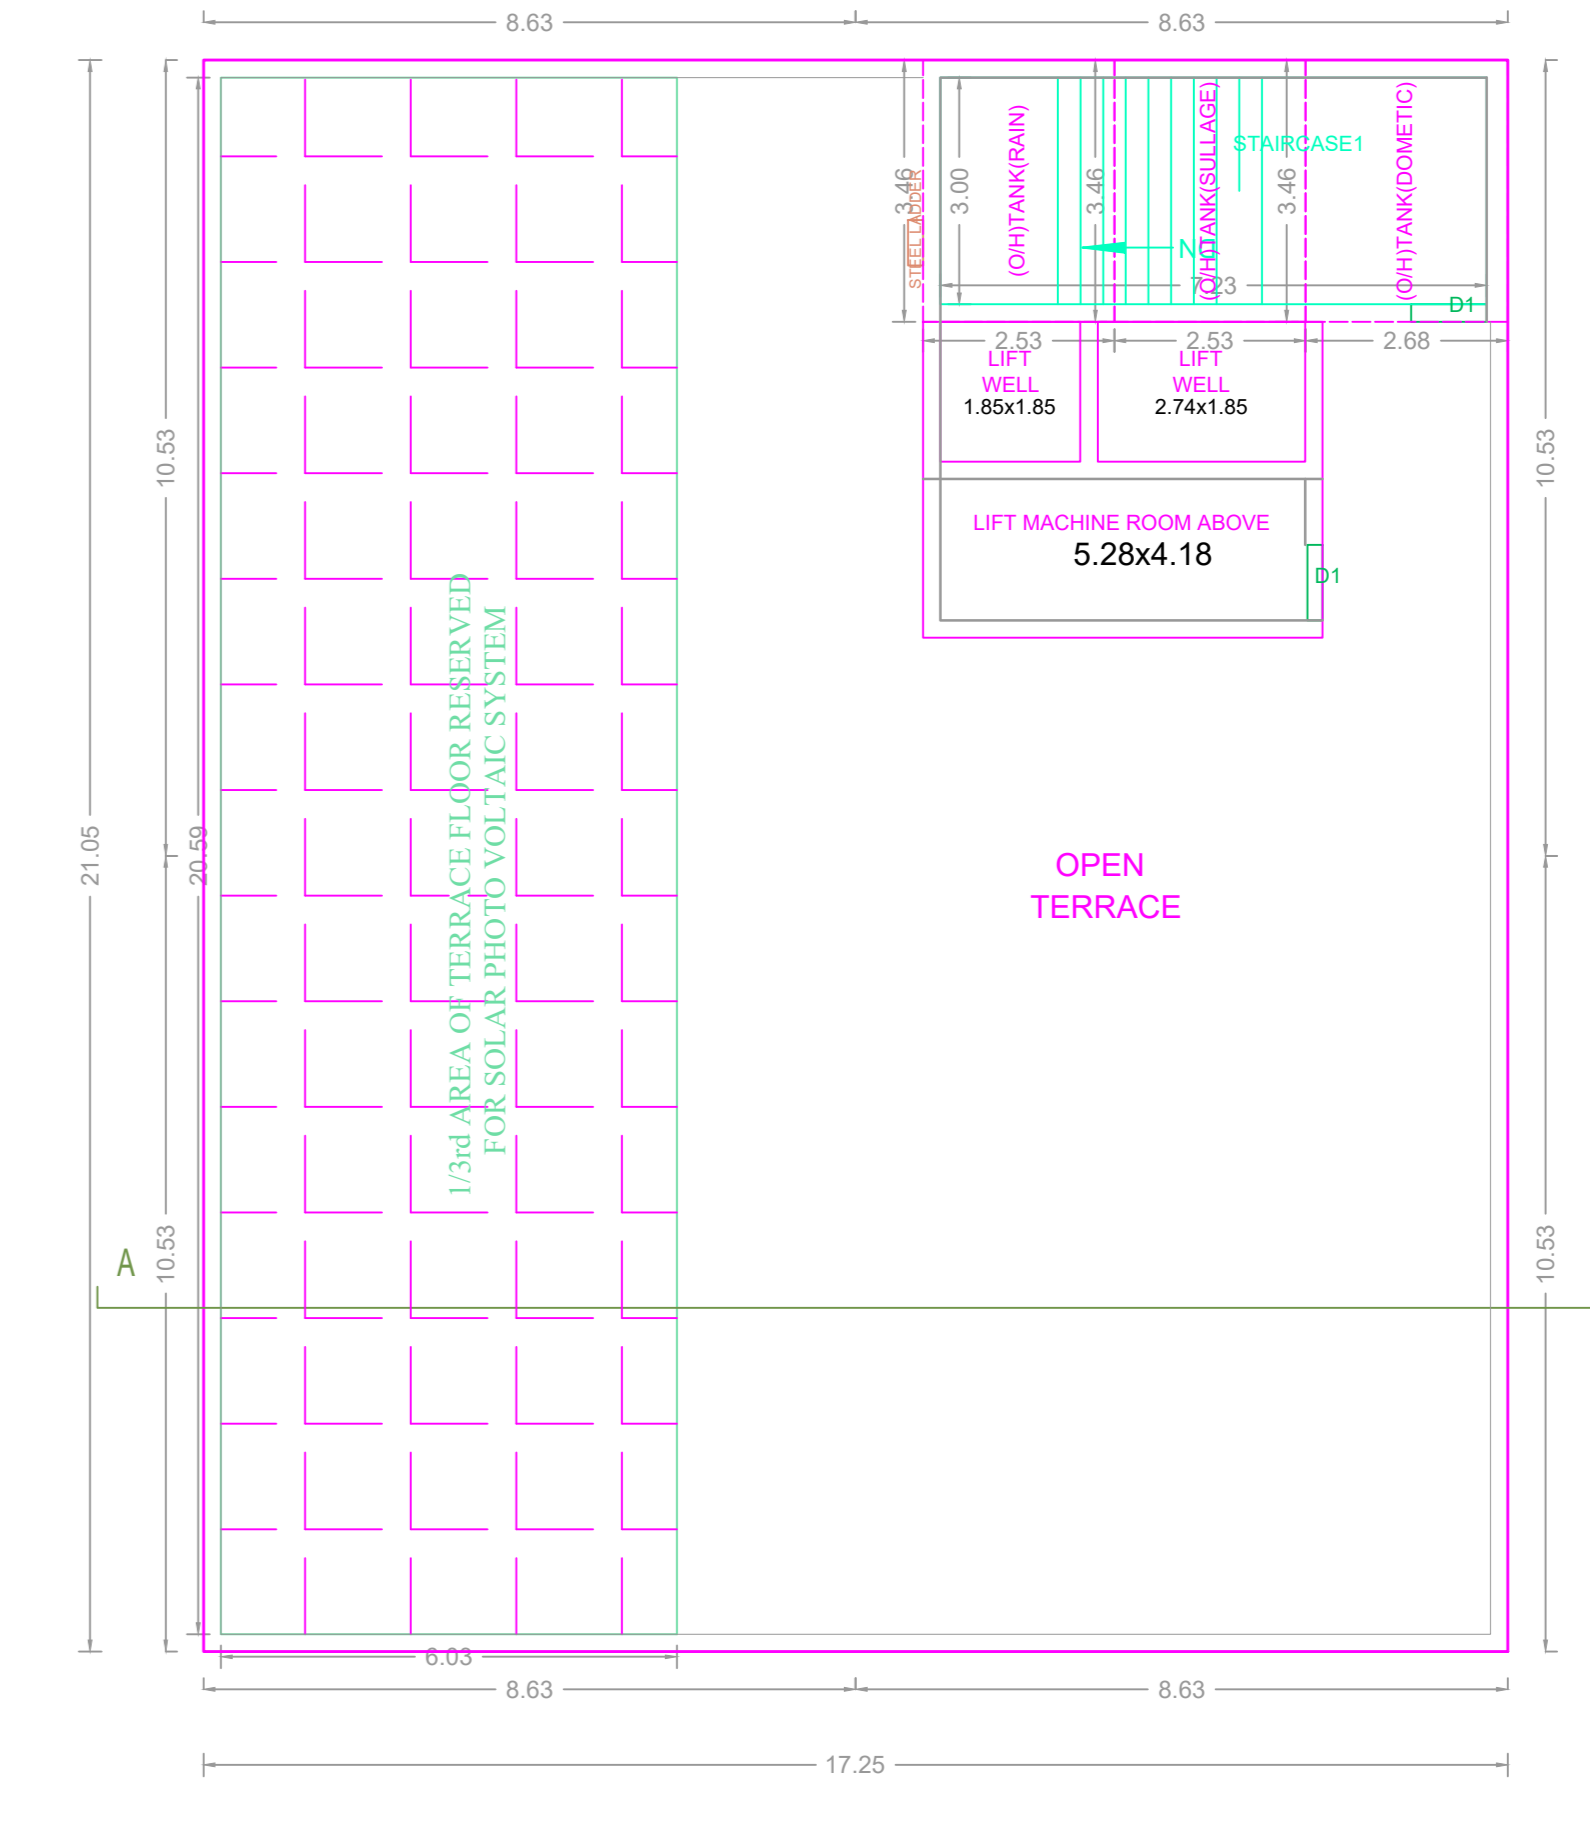 8.63
8.63
(O/H)TANK(RAIN)
(O/H)TANK(SULLAGE)
(O/H)TANK(DOMETIC)
STAIRCASE1
3.46
3.00
3.46
3.46
STEEL LADDER
DN
7.23
D1
2.53
2.53
2.68
LIFT
WELL
1.85x1.85
LIFT
WELL
2.74x1.85
10.53
10.53
LIFT MACHINE ROOM ABOVE
5.28x4.18
D1
1/3rd AREA OF TERRACE FLOOR RESERVED
FOR SOLAR PHOTO VOLTAIC SYSTEM
21.05
20.59
OPEN
TERRACE
A
10.53
10.53
6.03
8.63
8.63
17.25